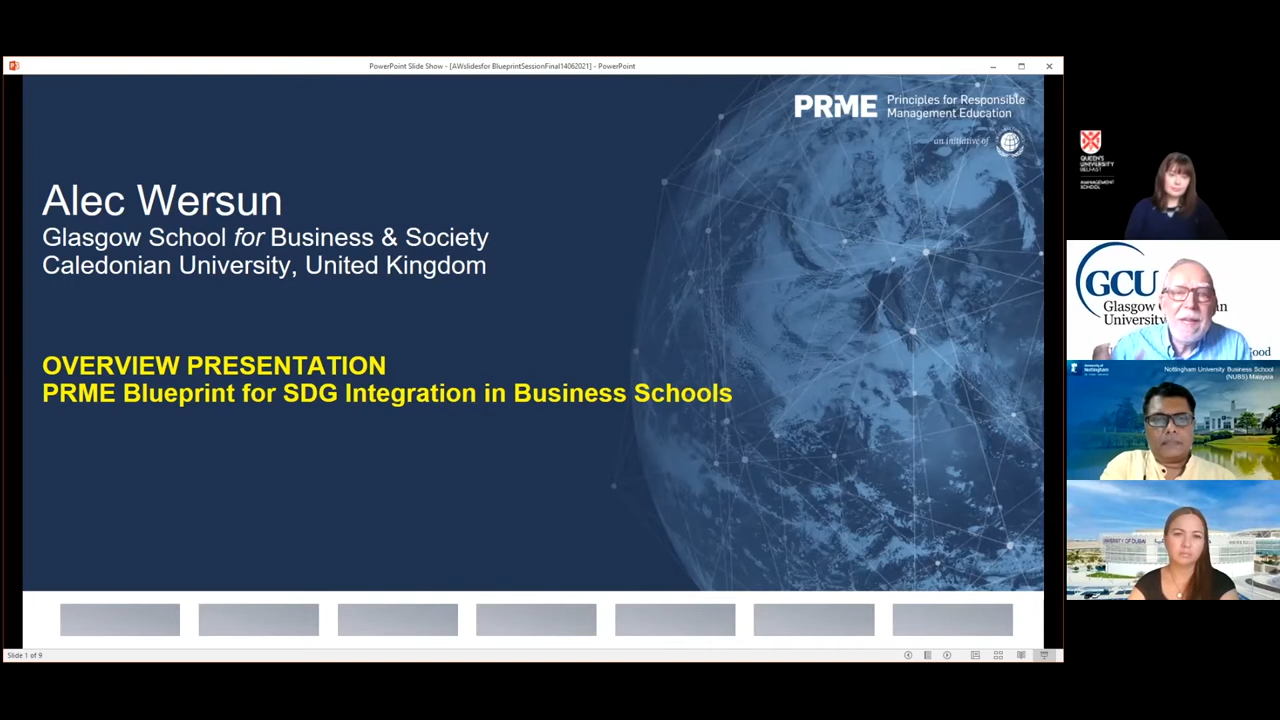 PowerPoint Slide Show - [AWslidesfor BlueprintSessionFinal14062021] - PowerPoint
PRME Principles for Responsible
Management Education
an initiative of
Alec Wersun
Glasgow School for Business & Society
Caledonian University, United Kingdom
OVERVIEW PRESENTATION
PRME Blueprint for SDG Integration in Business Schools
Slide 1 of 9
QUEEN'S
UNIVERSITY
BELFAST
MANAGEMENT
SCHOOL
GCU
Glasgow
University
University of
Nottingham
Nottingham University Business School
(NUBS) Malaysia